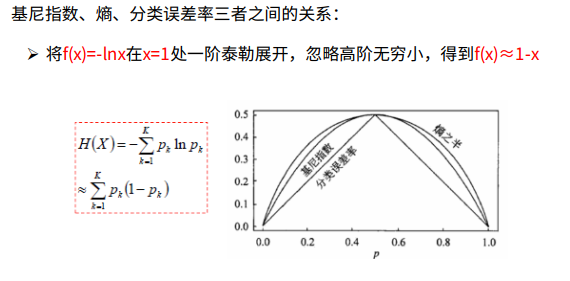 基尼指数、熵、分类误差率三者之间的关系：
➢ 将f(x)=-lnx在x=1处一阶泰勒展开，忽略高阶无穷小，得到f(x)≈1-x
H(X)=-∑_{k=1}^{K} p_k ln p_k
≈∑_{k=1}^{K} p_k(1-p_k)
0.5
0.4
0.3
0.2
0.1
0.0
熵之半
基尼指数
分类误差率
0.0 0.2 0.4 0.6 0.8 1.0
p